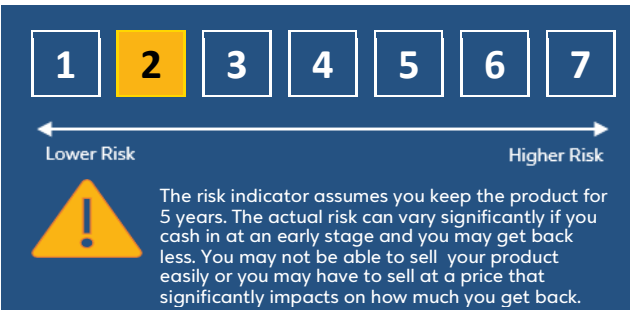 1 2 3 4 5 6 7
Lower Risk Higher Risk
The risk indicator assumes you keep the product for
5 years. The actual risk can vary significantly if you
cash in at an early stage and you may get back
less. You may not be able to sell your product
easily or you may have to sell at a price that
significantly impacts on how much you get back.